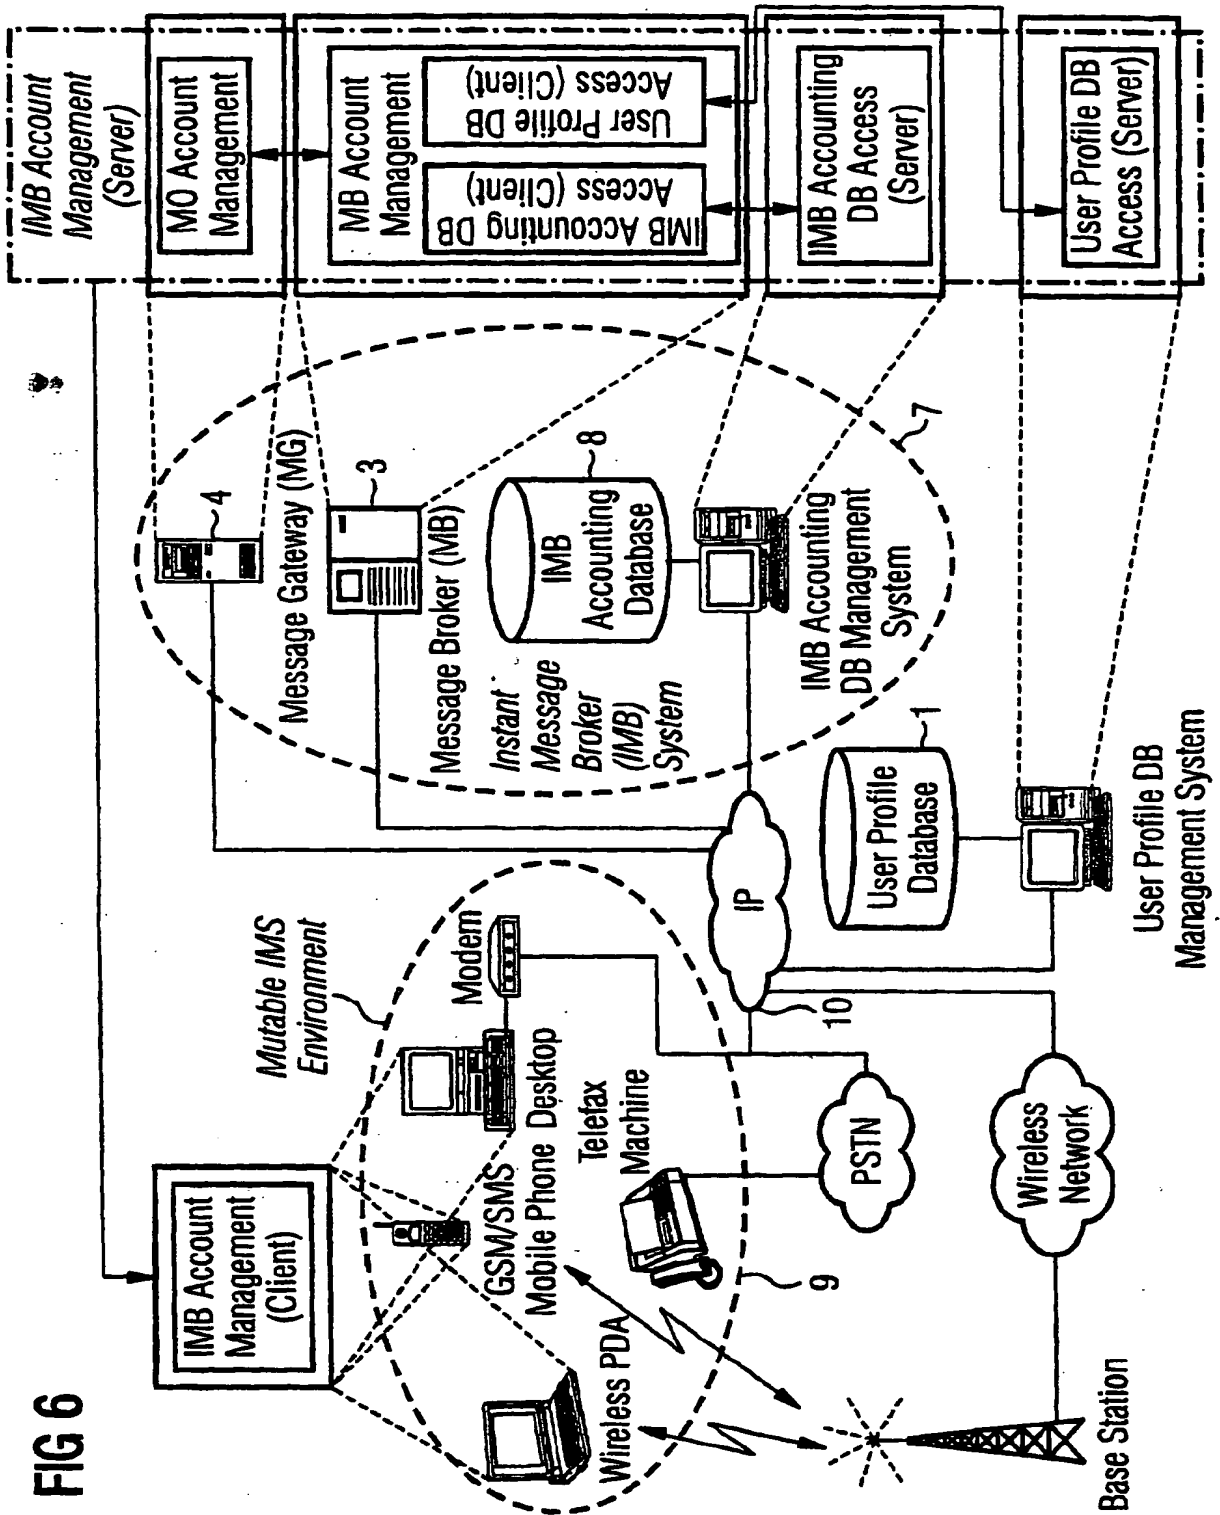 FIG 6
IMB Account
Management
(Client)
IMB Account
Management
(Server)
MO Account
Management
MB Account
Management
IMB Accounting DB
Access (Client)
User Profile DB
Access (Client)
IMB Accounting
DB Access
(Server)
User Profile DB
Access (Server)
Mutable IMS
Environment
Wireless PDA
GSM/SMS
Mobile Phone
Desktop
Modem
Telefax
Machine
9
4
Message Gateway (MG)
3
Message Broker (MB)
Instant
Message
Broker
(IMB)
System
IMB
Accounting
Database
8
IMB Accounting
DB Management
System
7
IP
10
PSTN
Wireless
Network
Base Station
User Profile
Database
1
User Profile DB
Management System